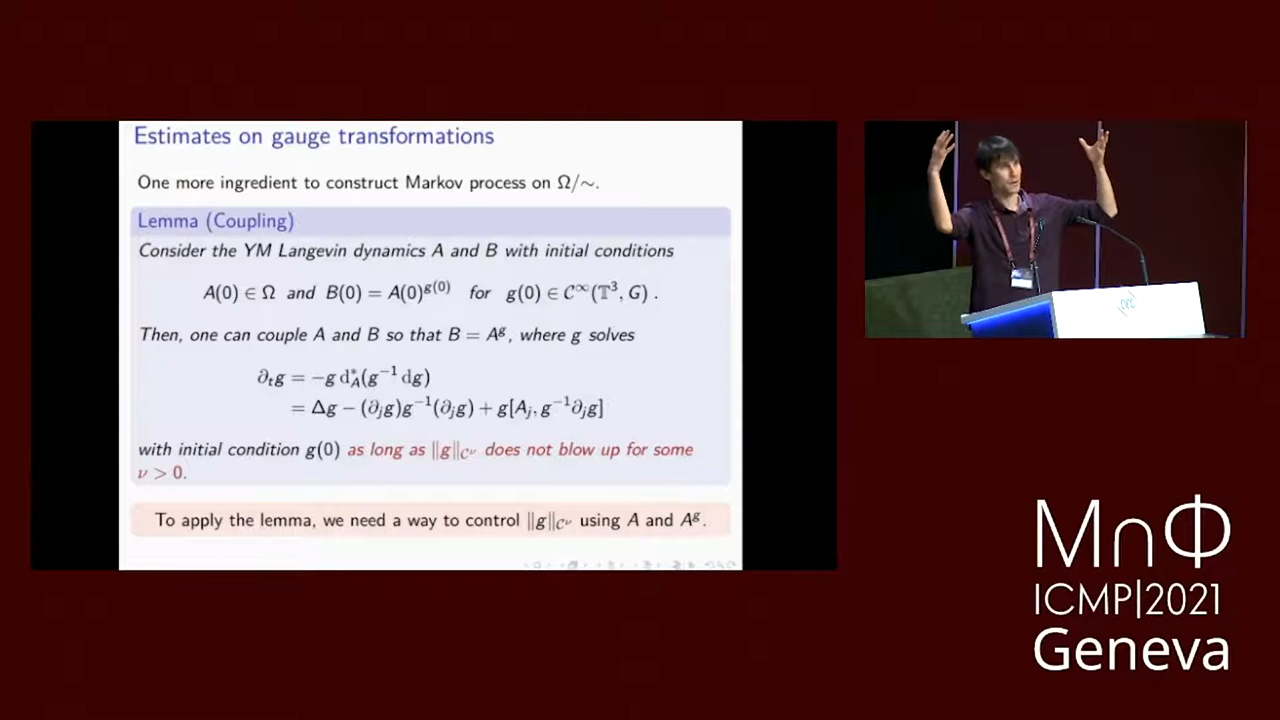 Estimates on gauge transformations
One more ingredient to construct Markov process on Ω/∼.
Lemma (Coupling)
Consider the YM Langevin dynamics A and B with initial conditions
A(0) ∈ Ω and B(0) = A(0)^{g(0)} for g(0) ∈ C^∞(𝕋³, G) .
Then, one can couple A and B so that B = A^g, where g solves
∂_t g = −g d*_A(g⁻¹ dg)
= Δg − (∂_j g)g⁻¹(∂_j g) + g[A_j, g⁻¹∂_j g]
with initial condition g(0) as long as ‖g‖_{C^ν} does not blow up for some
ν > 0.
To apply the lemma, we need a way to control ‖g‖_{C^ν} using A and A^g.
M∩Φ
ICMP|2021
Geneva